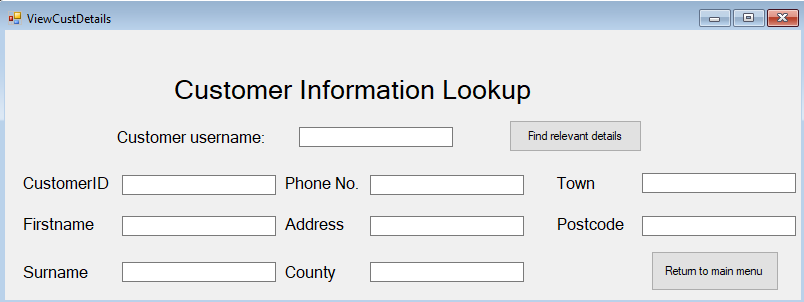 ViewCustDetails
Customer Information Lookup
Customer username:
Find relevant details
CustomerID
Phone No.
Town
Firstname
Address
Postcode
Surname
County
Return to main menu